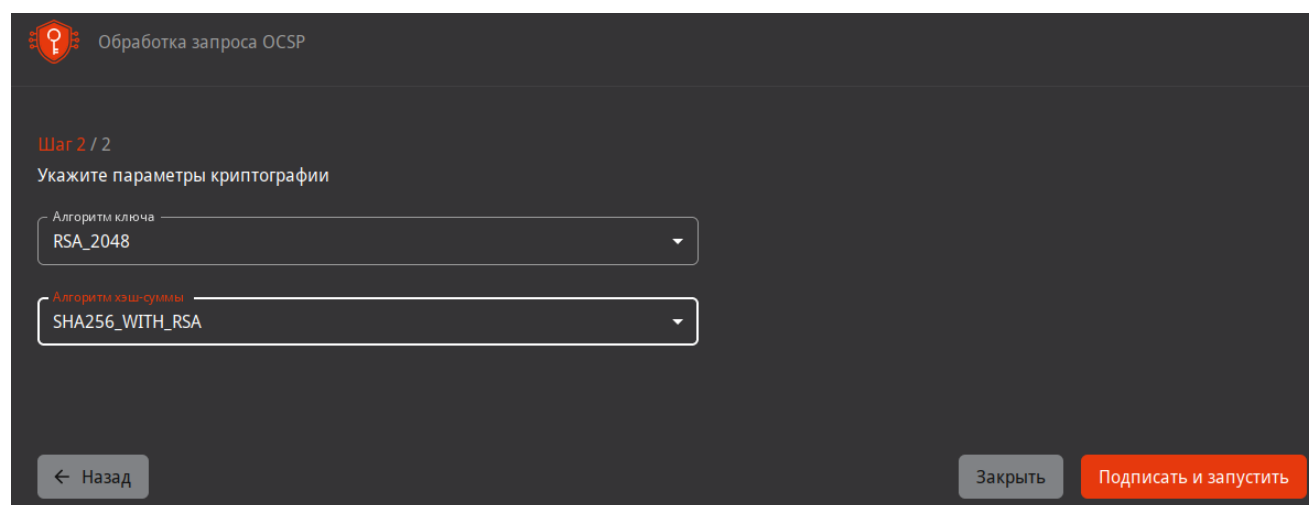 Обработка запроса OCSP
Шаг 2 / 2
Укажите параметры криптографии
Алгоритм ключа
RSA_2048
Алгоритм хэш-суммы
SHA256_WITH_RSA
← Назад
Закрыть
Подписать и запустить